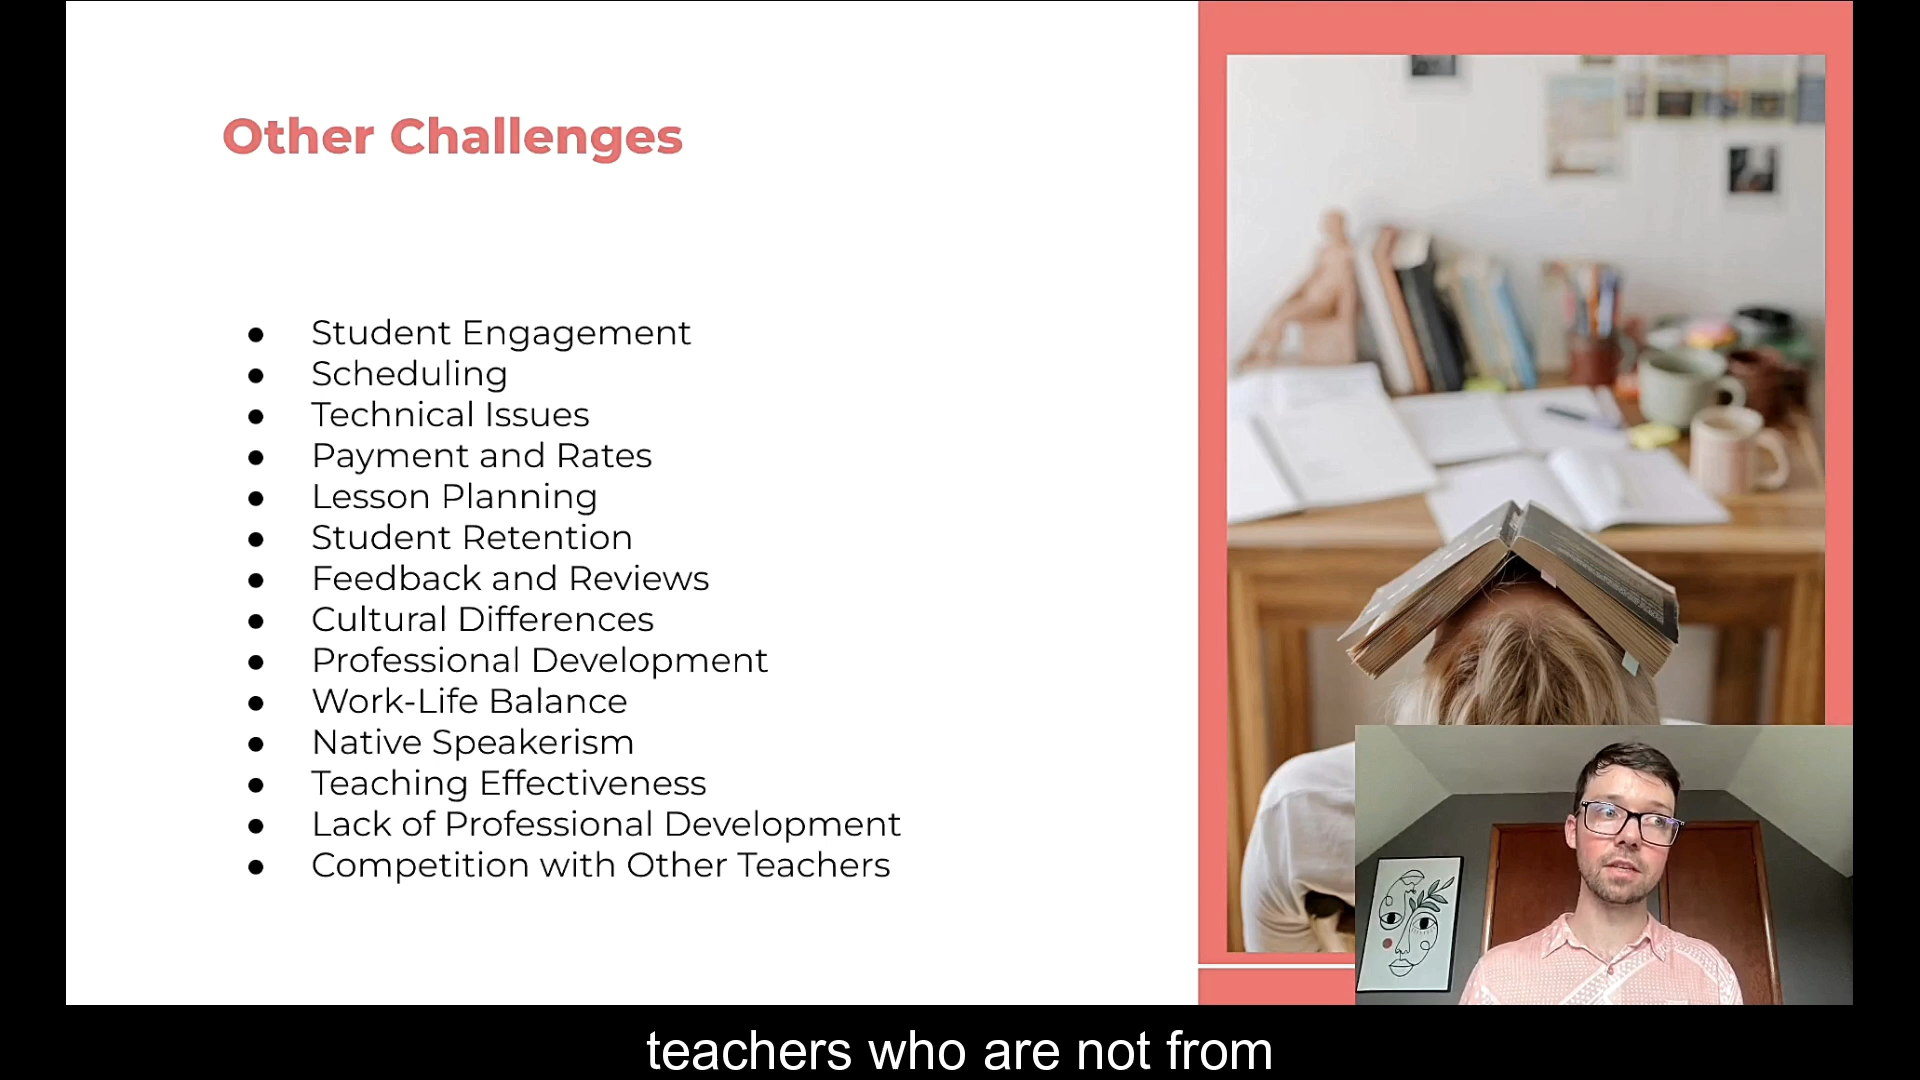 Other Challenges
● Student Engagement
● Scheduling
● Technical Issues
● Payment and Rates
● Lesson Planning
● Student Retention
● Feedback and Reviews
● Cultural Differences
● Professional Development
● Work-Life Balance
● Native Speakerism
● Teaching Effectiveness
● Lack of Professional Development
● Competition with Other Teachers
teachers who are not from